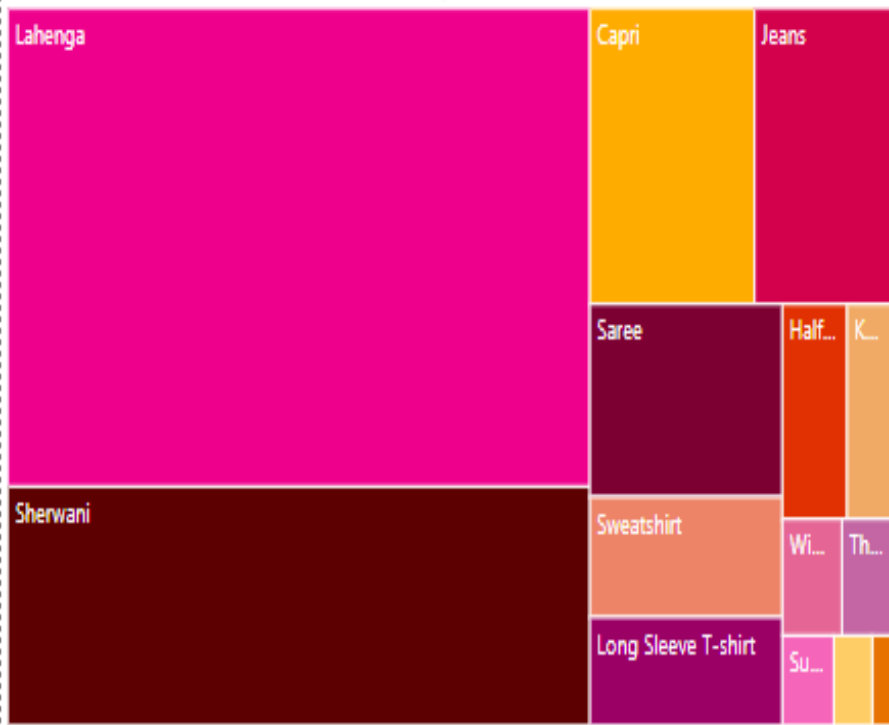 Lahenga
Capri
Jeans
Saree
Half...
K...
Sherwani
Sweatshirt
Wi...
Th...
Long Sleeve T-shirt
Su...